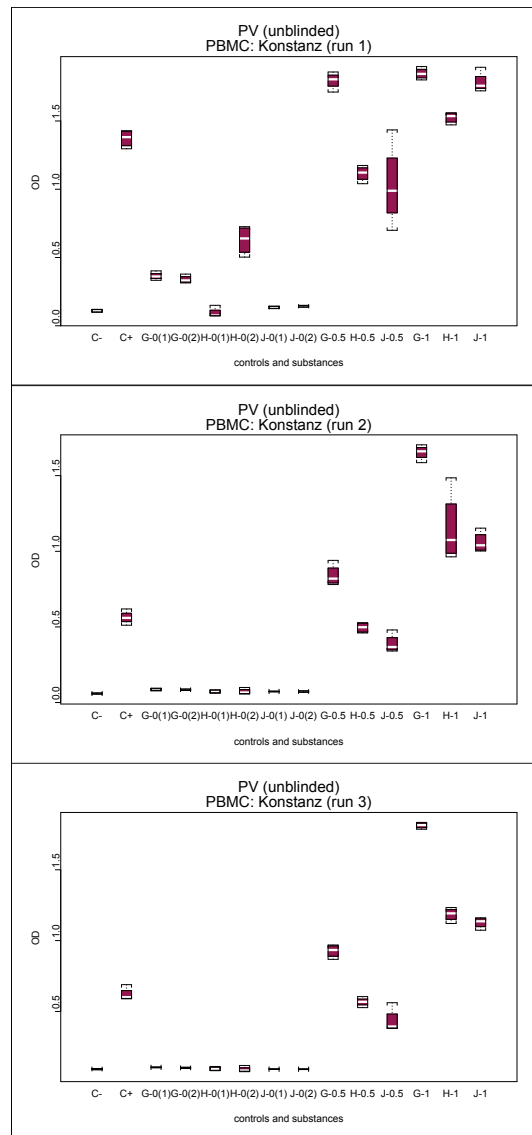 PV (unblinded)
PBMC: Konstanz (run 1)
OD
1.5
1.0
0.5
0.0
C- C+ G-0(1) G-0(2) H-0(1) H-0(2) J-0(1) J-0(2) G-0.5 H-0.5 J-0.5 G-1 H-1 J-1
controls and substances
PV (unblinded)
PBMC: Konstanz (run 2)
OD
1.5
1.0
0.5
0.0
C- C+ G-0(1) G-0(2) H-0(1) H-0(2) J-0(1) J-0(2) G-0.5 H-0.5 J-0.5 G-1 H-1 J-1
controls and substances
PV (unblinded)
PBMC: Konstanz (run 3)
OD
1.5
1.0
0.5
C- C+ G-0(1) G-0(2) H-0(1) H-0(2) J-0(1) J-0(2) G-0.5 H-0.5 J-0.5 G-1 H-1 J-1
controls and substances